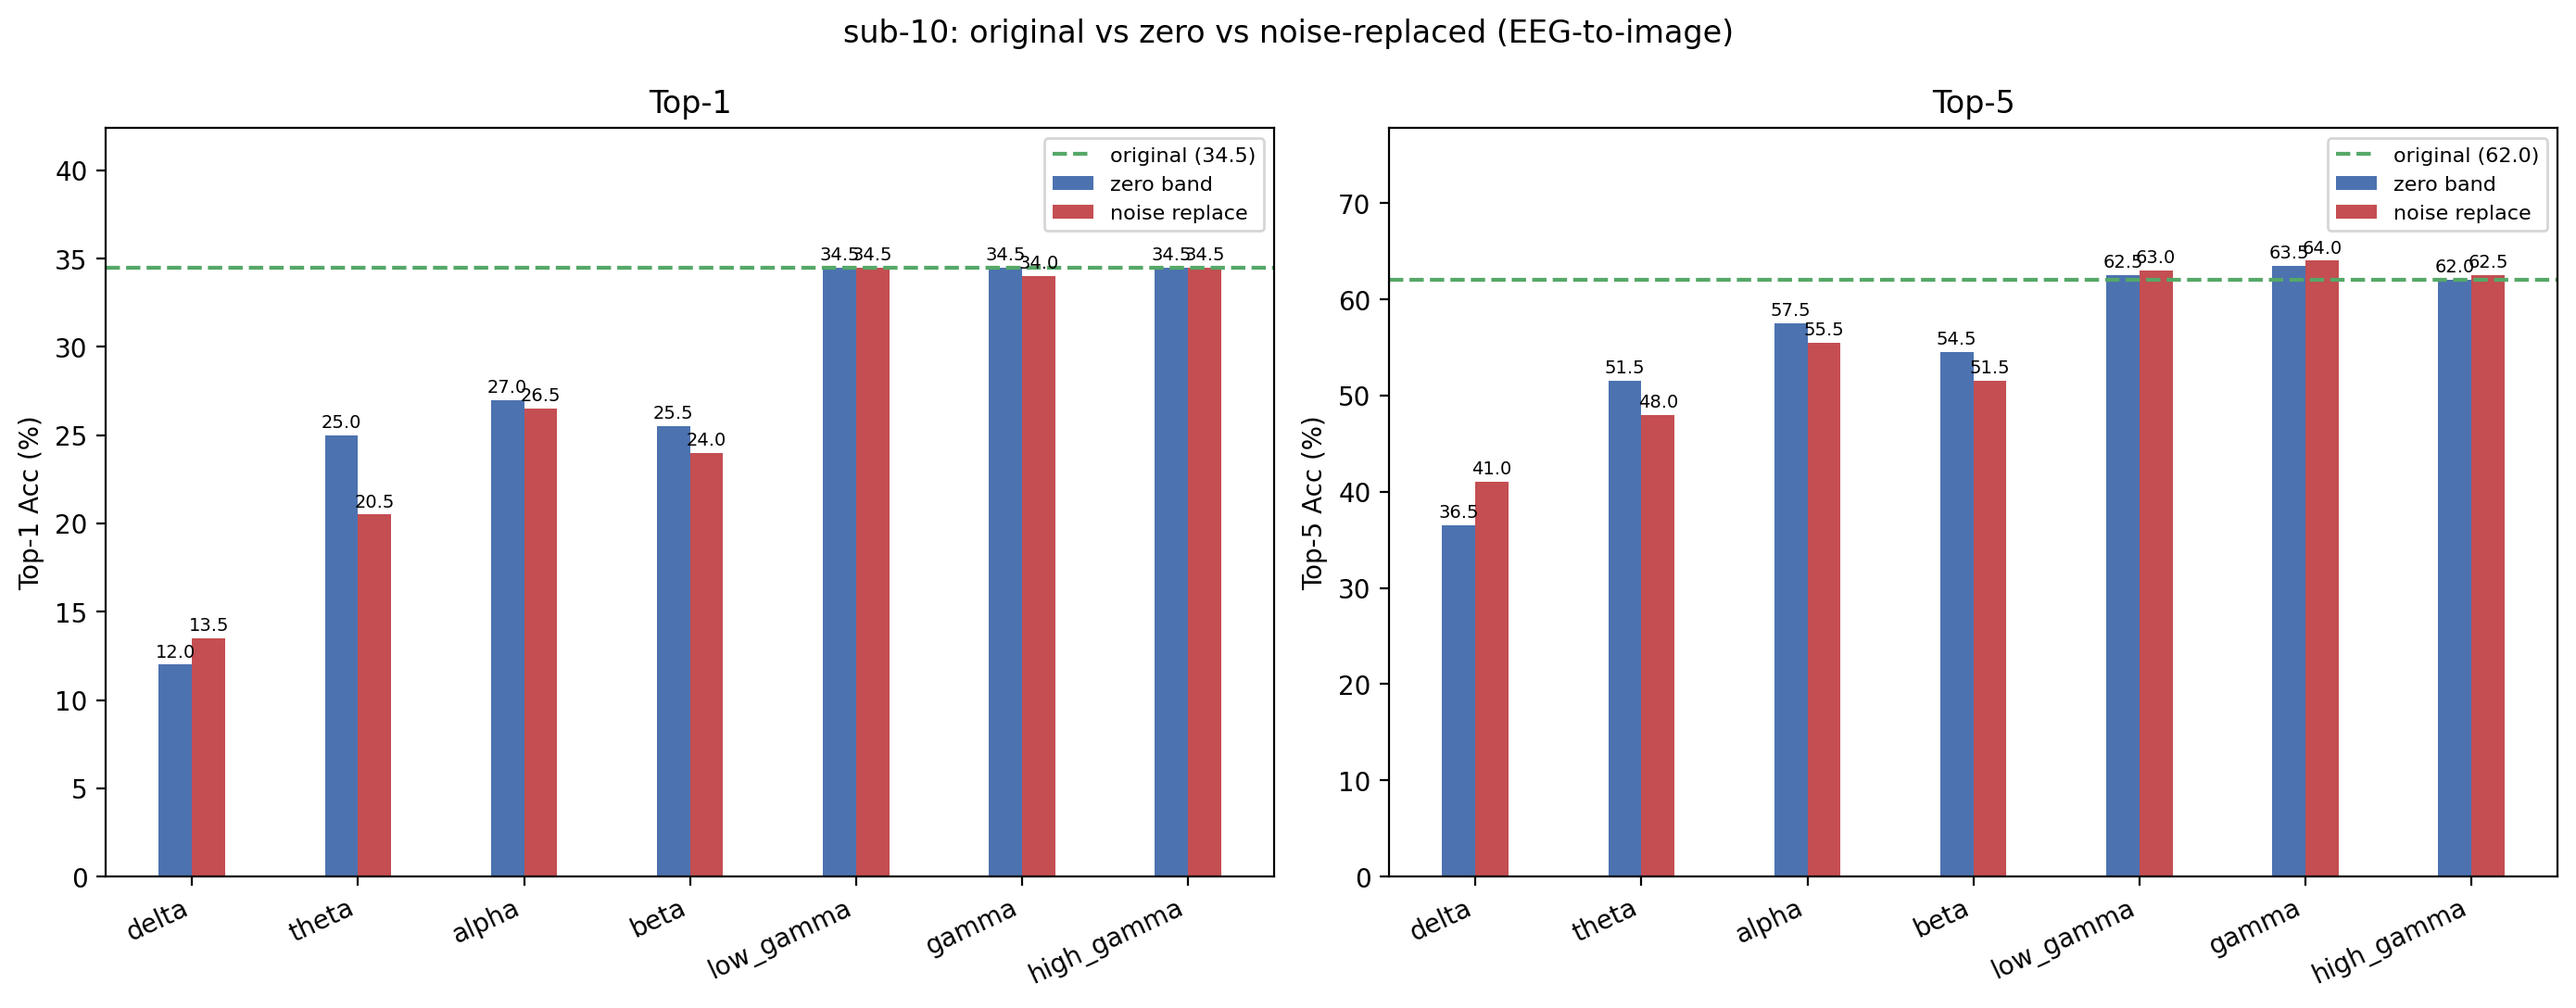 sub-10: original vs zero vs noise-replaced (EEG-to-image)
Top-1
original (34.5)
zero band
noise replace
Top-1 Acc (%)
40
35
30
25
20
15
10
5
0
12.0
13.5
25.0
20.5
27.0
26.5
25.5
24.0
34.5
34.5
34.5
34.0
34.5
34.5
delta
theta
alpha
beta
low_gamma
gamma
high_gamma
Top-5
original (62.0)
zero band
noise replace
Top-5 Acc (%)
70
60
50
40
30
20
10
0
36.5
41.0
51.5
48.0
57.5
55.5
54.5
51.5
62.5
63.0
63.5
64.0
62.0
62.5
delta
theta
alpha
beta
low_gamma
gamma
high_gamma